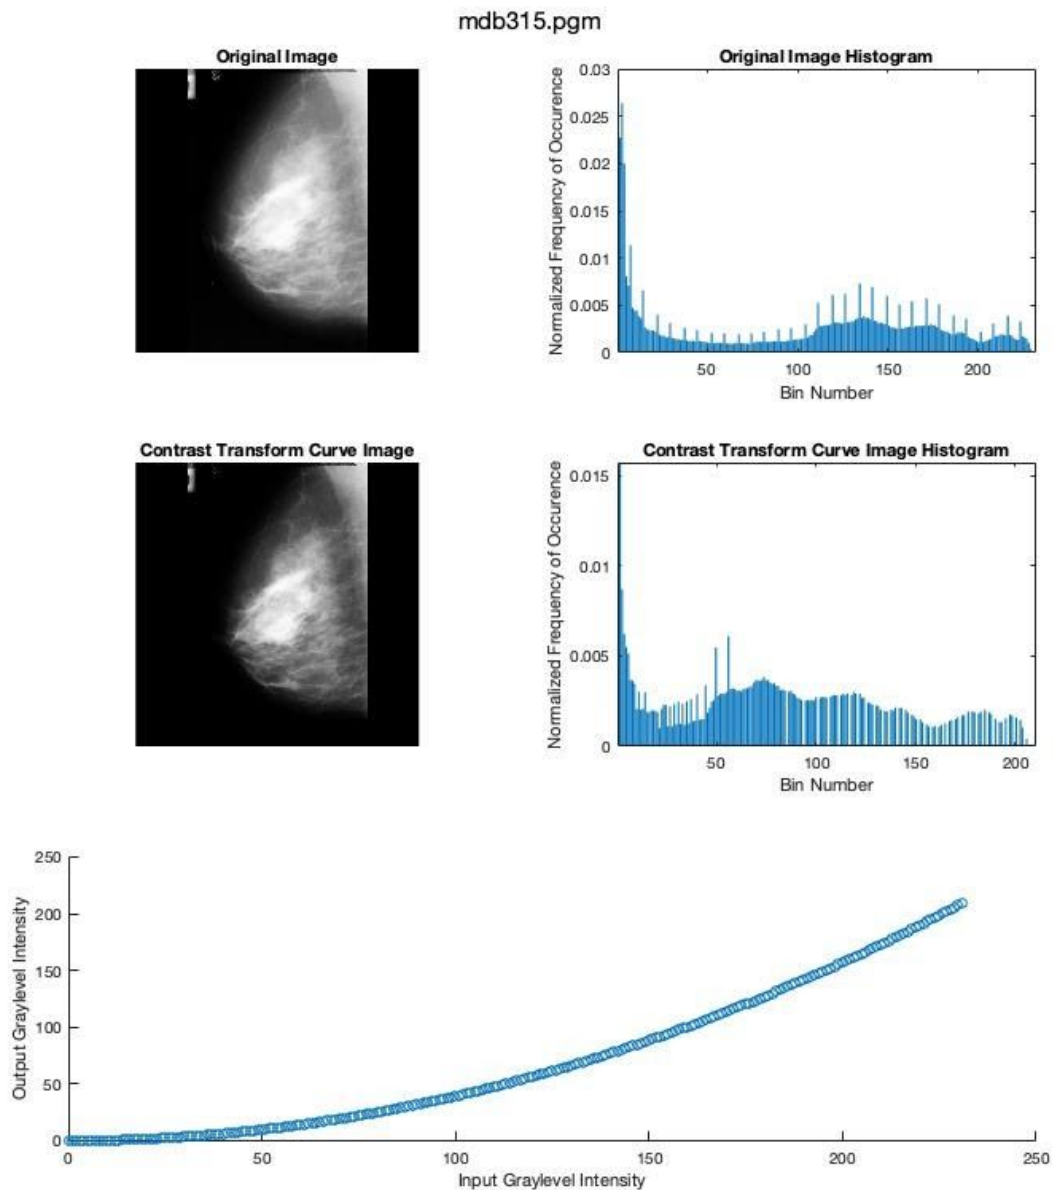 mdb315.pgm
Original Image
Original Image Histogram
Normalized Frequency of Occurence
0.03
0.025
0.02
0.015
0.01
0.005
0
50
100
150
200
Bin Number
Contrast Transform Curve Image
Contrast Transform Curve Image Histogram
Normalized Frequency of Occurence
0.015
0.01
0.005
0
50
100
150
200
Bin Number
Output Graylevel Intensity
250
200
150
100
50
0
0
50
100
150
200
250
Input Graylevel Intensity